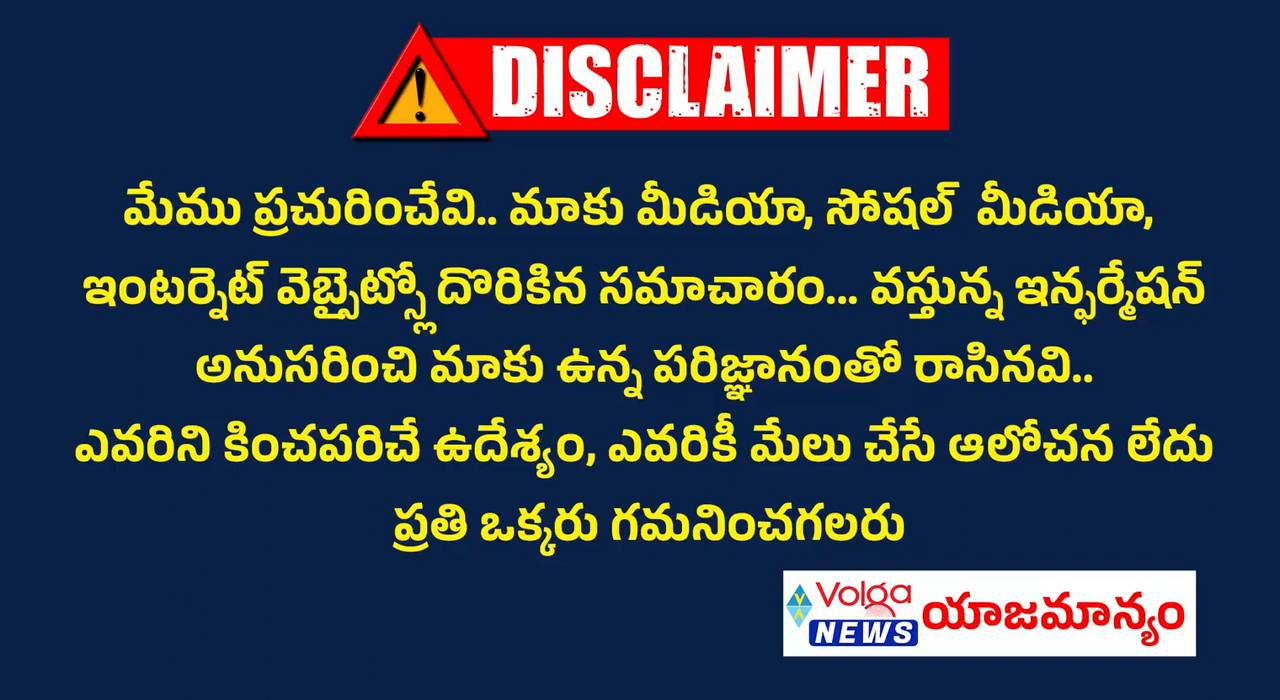 DISCLAIMER
మేము ప్రచురించేవి.. మాకు మీడియా, సోషల్ మీడియా,
ఇంటర్నెట్ వెబ్సైట్స్లో దొరికిన సమాచారం... వస్తున్న ఇన్ఫర్మేషన్
అనుసరించి మాకు ఉన్న పరిజ్ఞానంతో రాసినవి..
ఎవరిని కించపరిచే ఉదేశ్యం, ఎవరికీ మేలు చేసే ఆలోచన లేదు
ప్రతి ఒక్కరు గమనించగలరు
Volga
NEWS యాజమాన్యం